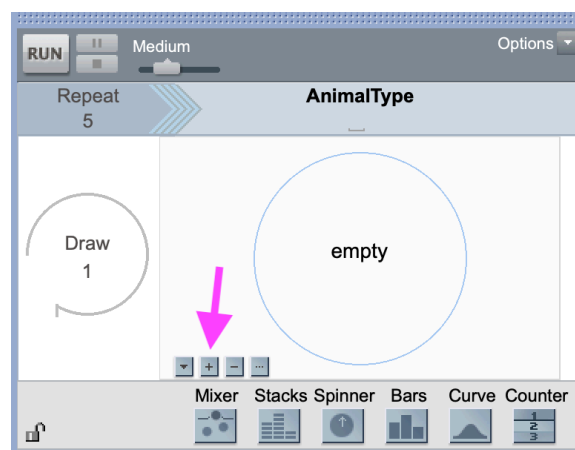 RUN
Medium
Options
Repeat
5
AnimalType
Draw
1
empty
+
−
...
Mixer
Stacks
Spinner
Bars
Curve
Counter
1
2
3